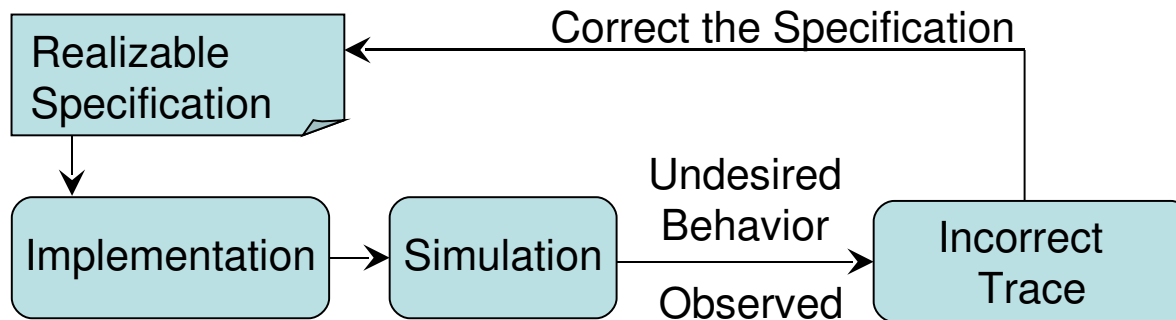 Realizable
Specification
Correct the Specification
Implementation
Simulation
Undesired
Behavior
Observed
Incorrect
Trace